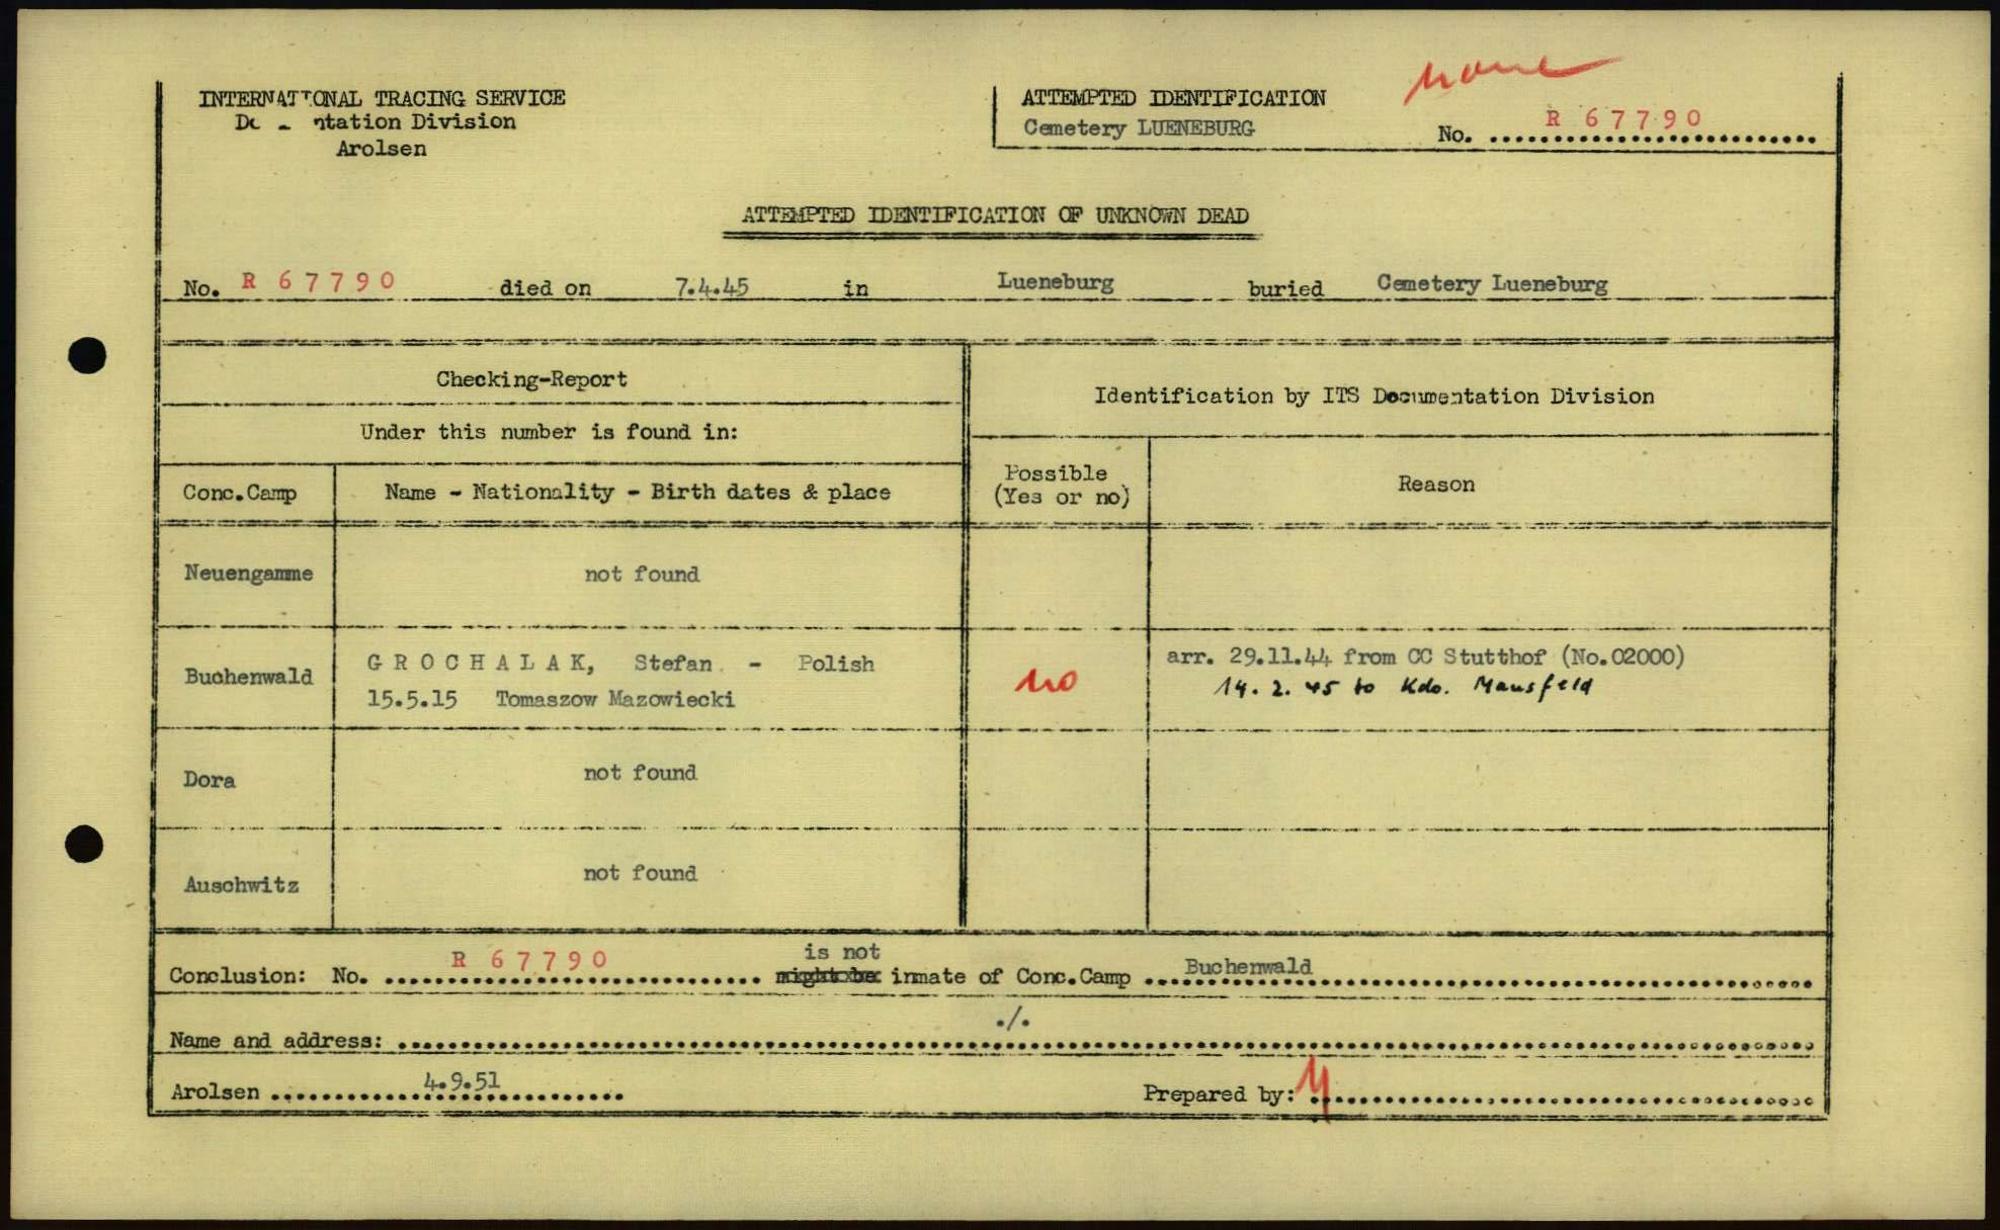 none
INTERNATIONAL TRACING SERVICE
ntation Division
Arolsen
ATTEMPTED IDENTIFICATION
Cemetery LUENEBURG
No. R 67790
ATTEMPTED IDENTIFICATION OF UNKNOWN DEAD
No. R 67790 died on 7.4.45 in Lueneburg buried Cemetery Lueneburg
Checking-Report
Under this number is found in:
Identification by ITS Documentation Division
Conc.Camp
Name - Nationality - Birth dates & place
Possible
(Yes or no)
Reason
Neuengamme
not found
Buchenwald
G R O C H A L A K, Stefan - Polish
15.5.15 Tomaszow Mazowiecki
no
arr. 29.11.44 from CC Stutthof (No.02000)
14. 2. 45 to Kdo. Mansfeld
Dora
not found
Auschwitz
not found
is not
Conclusion: No. R 67790 might be inmate of Conc.Camp Buchenwald
Name and address: ./.
Arolsen 4.9.51
Prepared by: